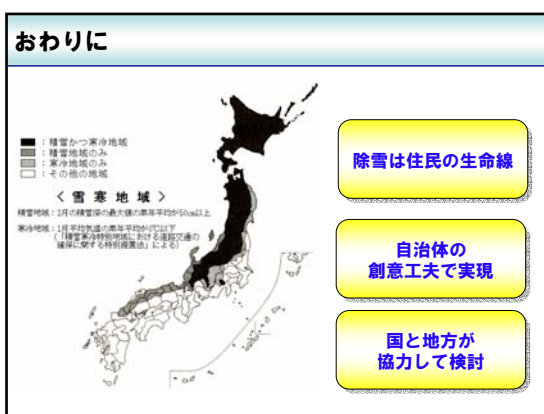 おわりに
：積雪かつ寒冷地域
：積雪地域のみ
：寒冷地域のみ
：その他の地域
＜雪寒地域＞
積雪地域：2月の積雪深の最大値の累年平均が50cm以上
寒冷地域：1月平均気温の累年平均が0℃以下
（「積雪寒冷特別地域における道路交通の
確保に関する特別措置法」による）
除雪は住民の生命線
自治体の
創意工夫で実現
国と地方が
協力して検討